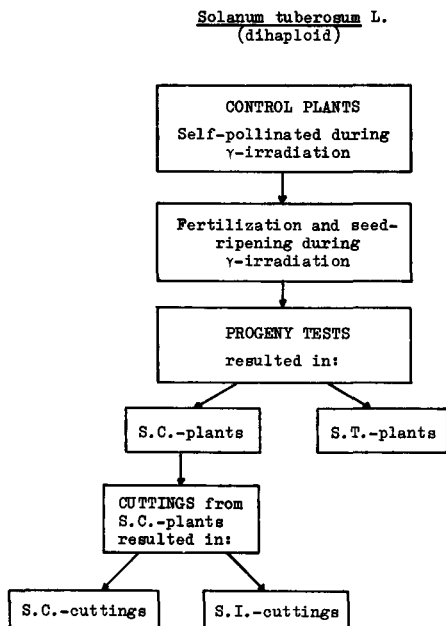 Solanum tuberosum L.
(dihaploid)
CONTROL PLANTS
Self-pollinated during
γ-irradiation
Fertilization and seed-
ripening during
γ-irradiation
PROGENY TESTS
resulted in:
S.C.-plants
S.T.-plants
CUTTINGS from
S.C.-plants
resulted in:
S.C.-cuttings
S.I.-cuttings